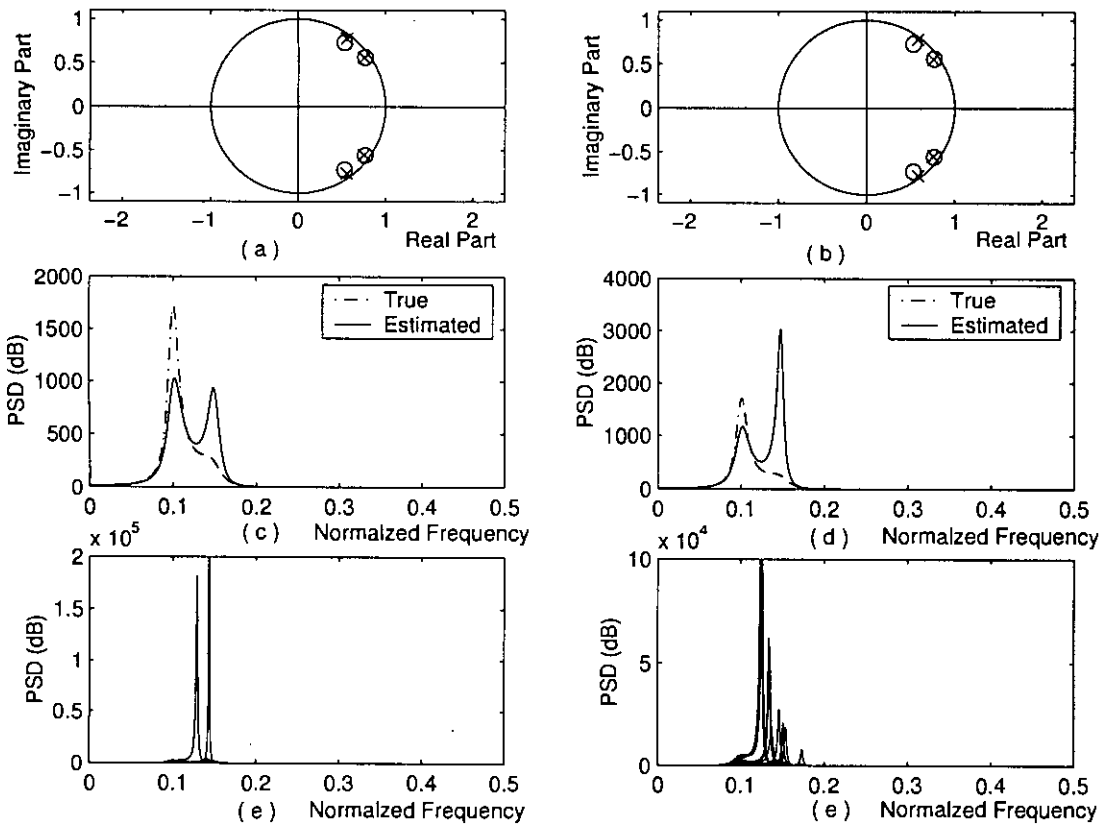 1
0.5
0
−0.5
−1
Imaginary Part
−2
−1
0
1
2
Real Part
( a )
1
0.5
0
−0.5
−1
Imaginary Part
−2
−1
0
1
2
Real Part
( b )
2000
1500
1000
500
0
PSD (dB)
True
Estimated
0
0.1
0.2
0.3
0.4
0.5
( c )
Normalzed Frequency
4000
3000
2000
1000
0
PSD (dB)
True
Estimated
0
0.1
0.2
0.3
0.4
0.5
( d )
Normalzed Frequency
x 10^5
2
1.5
1
0.5
0
PSD (dB)
0
0.1
0.2
0.3
0.4
0.5
( e )
Normalzed Frequency
x 10^4
10
5
0
PSD (dB)
0
0.1
0.2
0.3
0.4
0.5
( e )
Normalzed Frequency